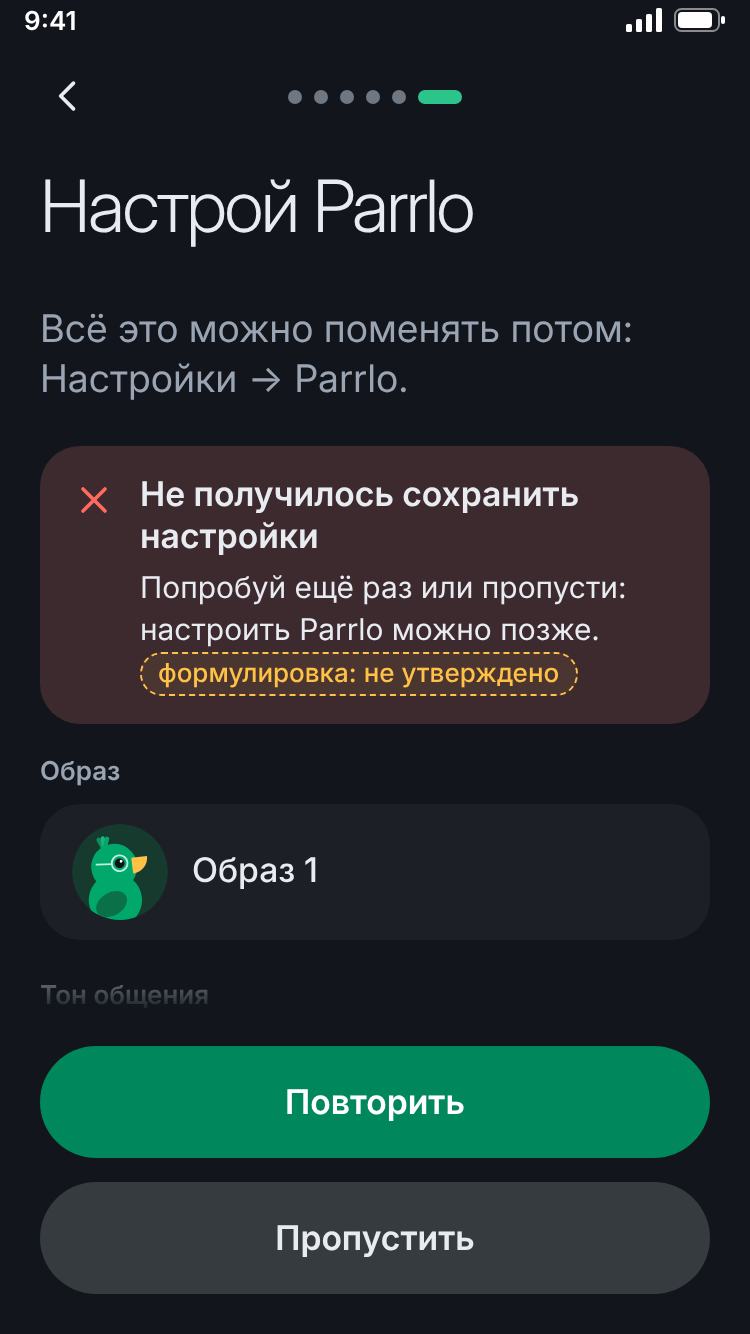 9:41
Настрой Parrlo
Всё это можно поменять потом:
Настройки → Parrlo.
Не получилось сохранить
настройки
Попробуй ещё раз или пропусти:
настроить Parrlo можно позже.
формулировка: не утверждено
Образ
Образ 1
Тон общения
Повторить
Пропустить